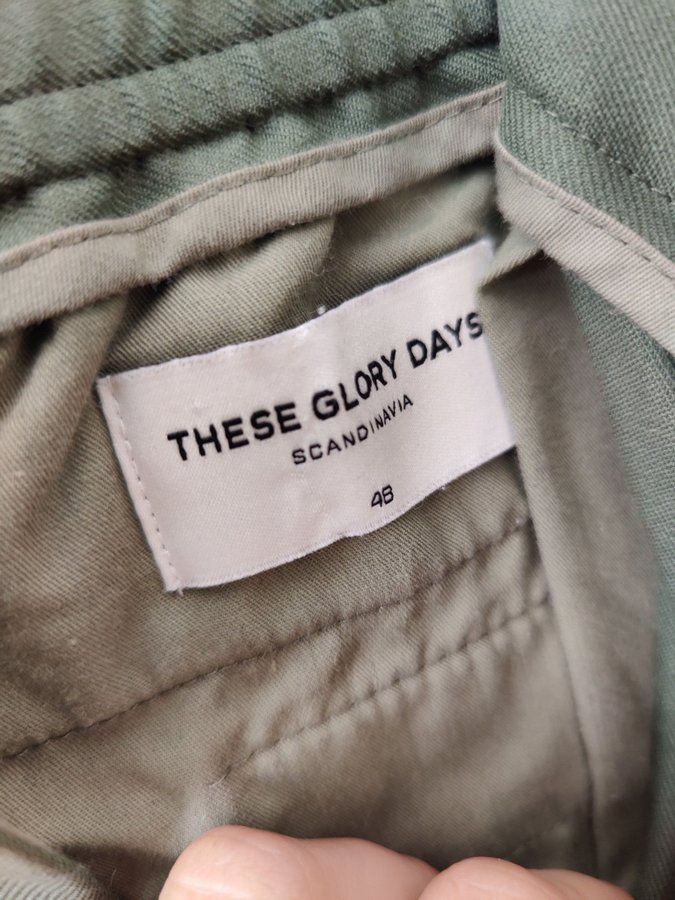 THESE GLORY DAYS
SCANDINAVIA
48